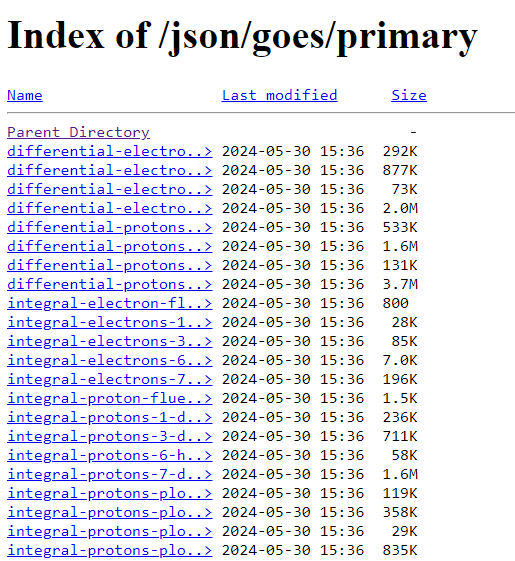 Index of /json/goes/primary
Name Last modified Size
Parent Directory -
differential-electro..> 2024-05-30 15:36 292K
differential-electro..> 2024-05-30 15:36 877K
differential-electro..> 2024-05-30 15:36 73K
differential-electro..> 2024-05-30 15:36 2.0M
differential-protons..> 2024-05-30 15:36 533K
differential-protons..> 2024-05-30 15:36 1.6M
differential-protons..> 2024-05-30 15:36 131K
differential-protons..> 2024-05-30 15:36 3.7M
integral-electron-fl..> 2024-05-30 15:36 800
integral-electrons-1..> 2024-05-30 15:36 28K
integral-electrons-3..> 2024-05-30 15:36 85K
integral-electrons-6..> 2024-05-30 15:36 7.0K
integral-electrons-7..> 2024-05-30 15:36 196K
integral-proton-flue..> 2024-05-30 15:36 1.5K
integral-protons-1-d..> 2024-05-30 15:36 236K
integral-protons-3-d..> 2024-05-30 15:36 711K
integral-protons-6-h..> 2024-05-30 15:36 58K
integral-protons-7-d..> 2024-05-30 15:36 1.6M
integral-protons-plo..> 2024-05-30 15:36 119K
integral-protons-plo..> 2024-05-30 15:36 358K
integral-protons-plo..> 2024-05-30 15:36 29K
integral-protons-plo..> 2024-05-30 15:36 835K